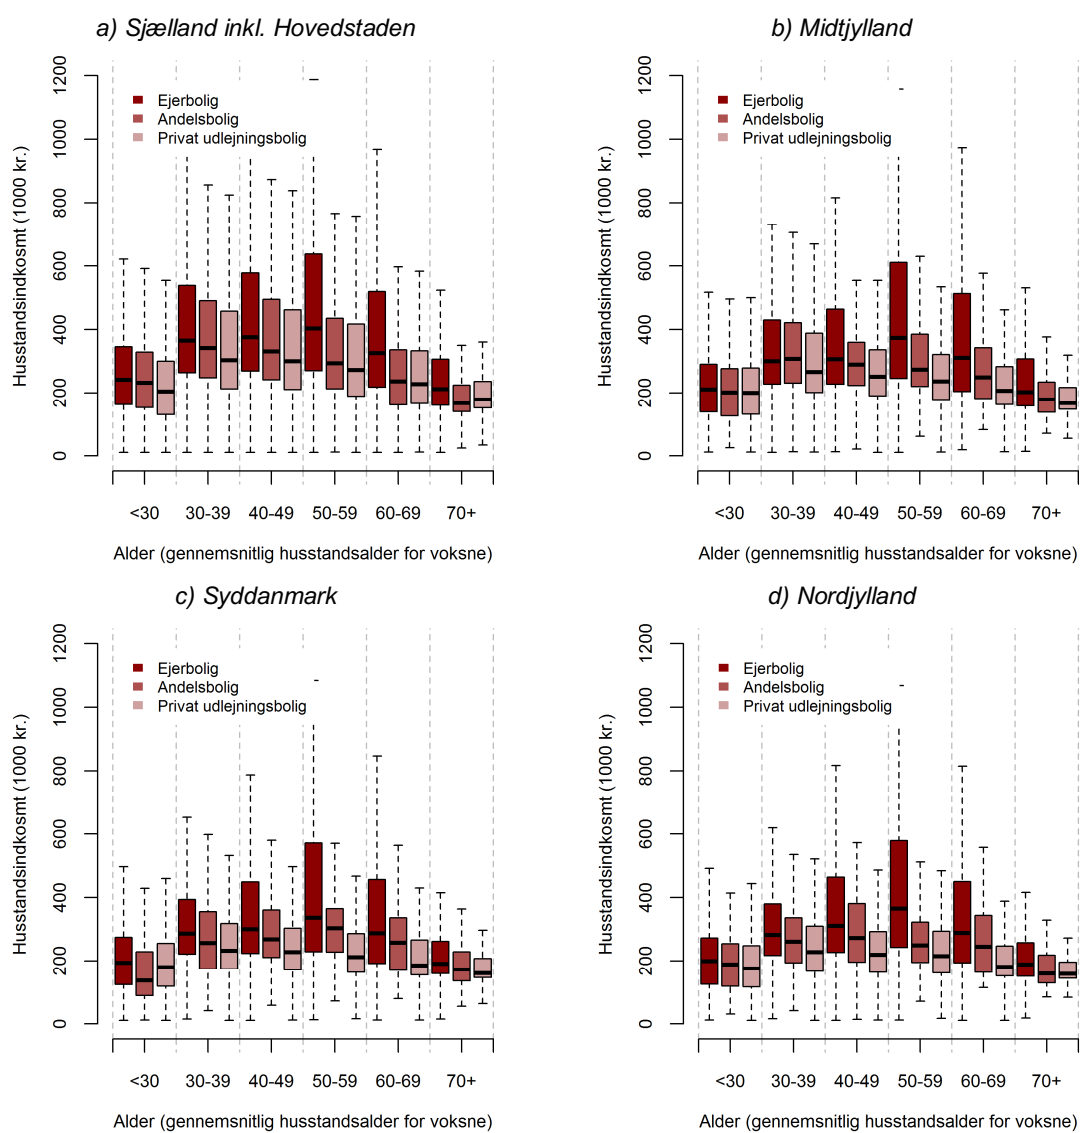 a) Sjælland inkl. Hovedstaden
Husstandsindkosmt (1000 kr.)
1200
1000
800
600
400
200
0
Ejerbolig
Andelsbolig
Privat udlejningsbolig
<30 30-39 40-49 50-59 60-69 70+
Alder (gennemsnitlig husstandsalder for voksne)
b) Midtjylland
Husstandsindkosmt (1000 kr.)
1200
1000
800
600
400
200
0
Ejerbolig
Andelsbolig
Privat udlejningsbolig
<30 30-39 40-49 50-59 60-69 70+
Alder (gennemsnitlig husstandsalder for voksne)
c) Syddanmark
Husstandsindkosmt (1000 kr.)
1200
1000
800
600
400
200
0
Ejerbolig
Andelsbolig
Privat udlejningsbolig
<30 30-39 40-49 50-59 60-69 70+
Alder (gennemsnitlig husstandsalder for voksne)
d) Nordjylland
Husstandsindkosmt (1000 kr.)
1200
1000
800
600
400
200
0
Ejerbolig
Andelsbolig
Privat udlejningsbolig
<30 30-39 40-49 50-59 60-69 70+
Alder (gennemsnitlig husstandsalder for voksne)